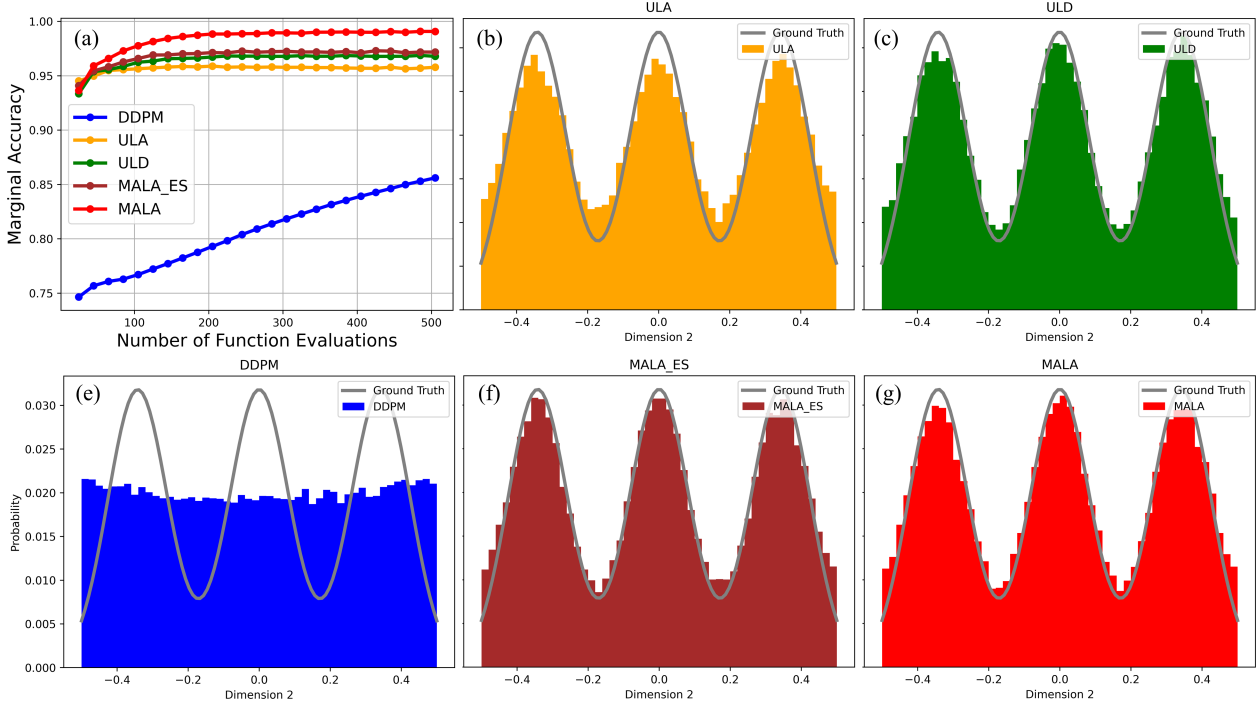 (a)
1.00
0.95
0.90
0.85
0.80
0.75
Marginal Accuracy
DDPM
ULA
ULD
MALA_ES
MALA
100
200
300
400
500
Number of Function Evaluations
ULA
(b)
Ground Truth
ULA
−0.4
−0.2
0.0
0.2
0.4
Dimension 2
ULD
(c)
Ground Truth
ULD
−0.4
−0.2
0.0
0.2
0.4
Dimension 2
DDPM
(e)
Ground Truth
DDPM
0.030
0.025
0.020
0.015
0.010
0.005
0.000
Probability
−0.4
−0.2
0.0
0.2
0.4
Dimension 2
MALA_ES
(f)
Ground Truth
MALA_ES
−0.4
−0.2
0.0
0.2
0.4
Dimension 2
MALA
(g)
Ground Truth
MALA
−0.4
−0.2
0.0
0.2
0.4
Dimension 2